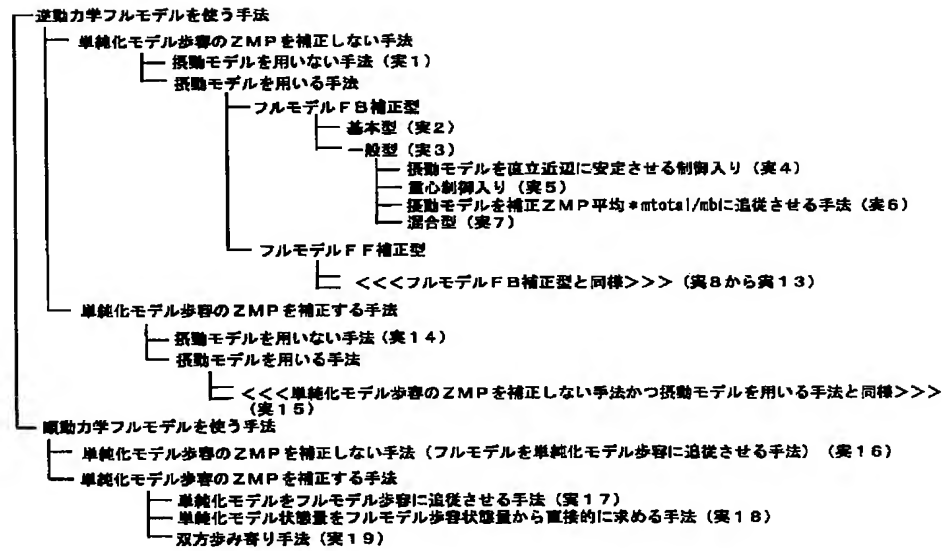 逆動力学フルモデルを使う手法
単純化モデル歩容のZMPを補正しない手法
摂動モデルを用いない手法（実1）
摂動モデルを用いる手法
フルモデルFB補正型
基本型（実2）
一般型（実3）
摂動モデルを直立近辺に安定させる制御入り（実4）
重心制御入り（実5）
摂動モデルを補正ZMP平均*mtotal/mbに追従させる手法（実6）
混合型（実7）
フルモデルFF補正型
<<<フルモデルFB補正型と同様>>>（実8から実13）
単純化モデル歩容のZMPを補正する手法
摂動モデルを用いない手法（実14）
摂動モデルを用いる手法
<<<単純化モデル歩容のZMPを補正しない手法かつ摂動モデルを用いる手法と同様>>>
（実15）
順動力学フルモデルを使う手法
単純化モデル歩容のZMPを補正しない手法（フルモデルを単純化モデル歩容に追従させる手法）（実16）
単純化モデル歩容のZMPを補正する手法
単純化モデルをフルモデル歩容に追従させる手法（実17）
単純化モデル状態量をフルモデル歩容状態量から直接的に求める手法（実18）
双方歩み寄り手法（実19）